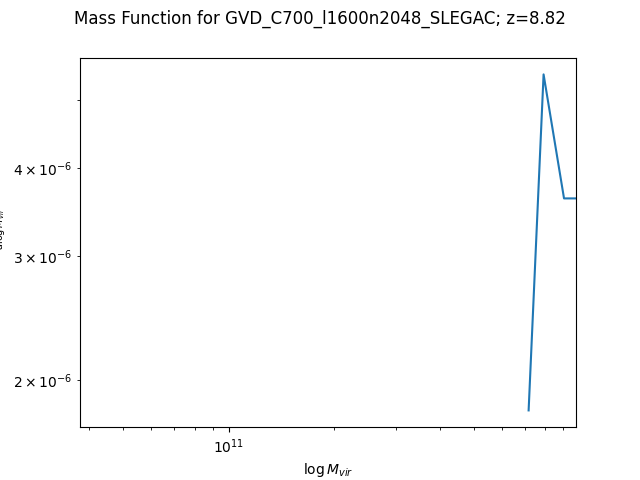 Mass Function for GVD_C700_l1600n2048_SLEGAC; z=8.82
4 × 10⁻⁶
3 × 10⁻⁶
2 × 10⁻⁶
10¹¹
log M_vir